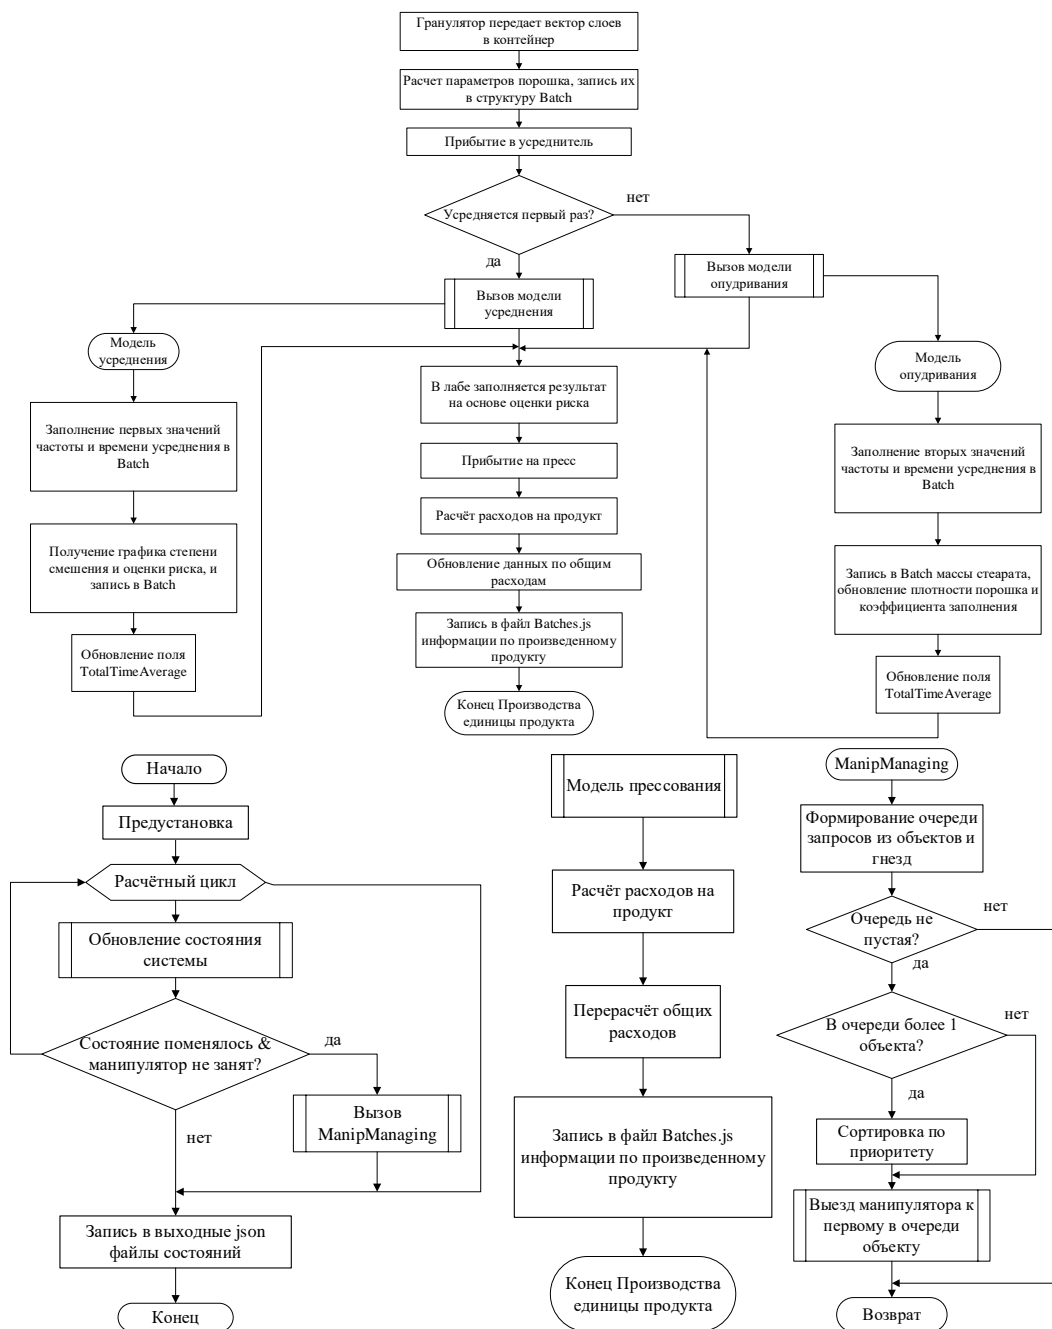 Гранулятор передает вектор слоев
в контейнер
Расчет параметров порошка, запись их
в структуру Batch
Прибытие в усреднитель
Усредняется первый раз?
нет
да
Вызов модели
опудривания
Вызов модели
усреднения
Модель
усреднения
Заполнение первых значений
частоты и времени усреднения в
Batch
Получение графика степени
смешения и оценки риска, и
запись в Batch
Обновление поля
TotalTimeAverage
В лабе заполняется результат
на основе оценки риска
Прибытие на пресс
Расчёт расходов на продукт
Обновление данных по общим
расходам
Запись в файл Batches.js
информации по произведенному
продукту
Конец Производства
единицы продукта
Модель
опудривания
Заполнение вторых значений
частоты и времени усреднения в
Batch
Запись в Batch массы стеарата,
обновление плотности порошка и
коэффициента заполнения
Обновление поля
TotalTimeAverage
Начало
Предустановка
Расчётный цикл
Обновление состояния
системы
Состояние поменялось &
манипулятор не занят?
да
Вызов
ManipManaging
нет
Запись в выходные json
файлы состояний
Конец
Модель прессования
Расчёт расходов на
продукт
Перерасчёт общих
расходов
Запись в файл Batches.js
информации по произведенному
продукту
Конец Производства
единицы продукта
ManipManaging
Формирование очереди
запросов из объектов и
гнезд
Очередь не
пустая?
нет
да
В очереди более 1
объекта?
нет
да
Сортировка по
приоритету
Выезд манипулятора к
первому в очереди
объекту
Возврат